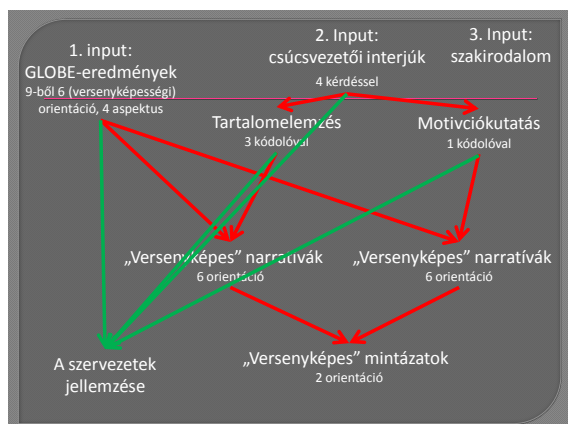 1. input:
GLOBE-eredmények
9-ből 6 (versenyképességi)
orientáció, 4 aspektus
2. Input:
csúcsvezetői interjúk
4 kérdéssel
3. Input:
szakirodalom
Tartalomelemzés
3 kódolóval
Motivciókutatás
1 kódolóval
„Versenyképes” narratívák
6 orientáció
„Versenyképes” narratívák
6 orientáció
A szervezetek
jellemzése
„Versenyképes” mintázatok
2 orientáció